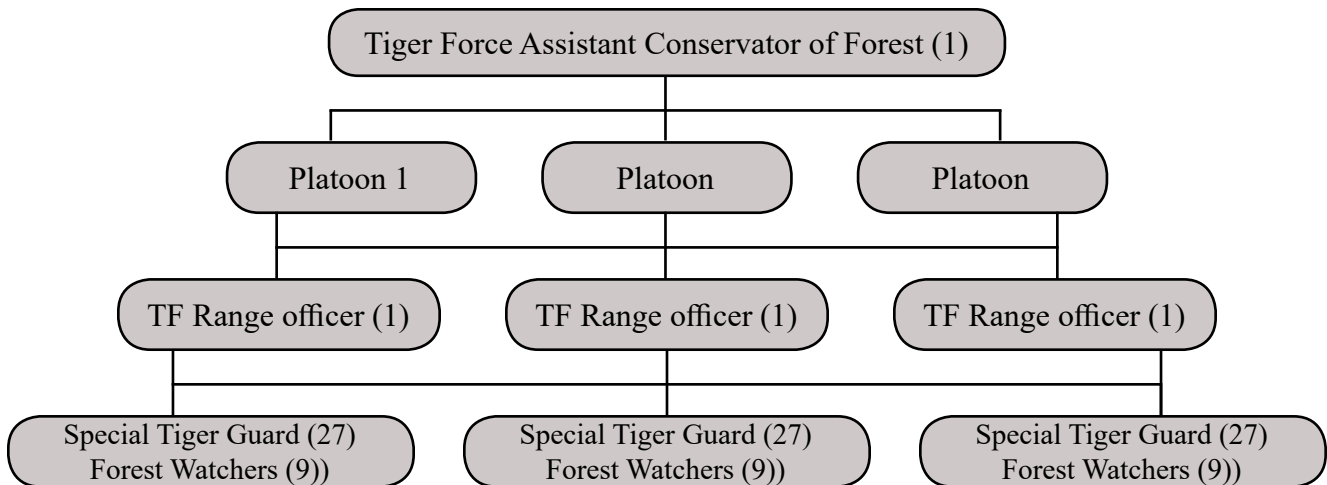 Tiger Force Assistant Conservator of Forest (1)
Platoon 1
Platoon
Platoon
TF Range officer (1)
TF Range officer (1)
TF Range officer (1)
Special Tiger Guard (27)
Forest Watchers (9))
Special Tiger Guard (27)
Forest Watchers (9))
Special Tiger Guard (27)
Forest Watchers (9))